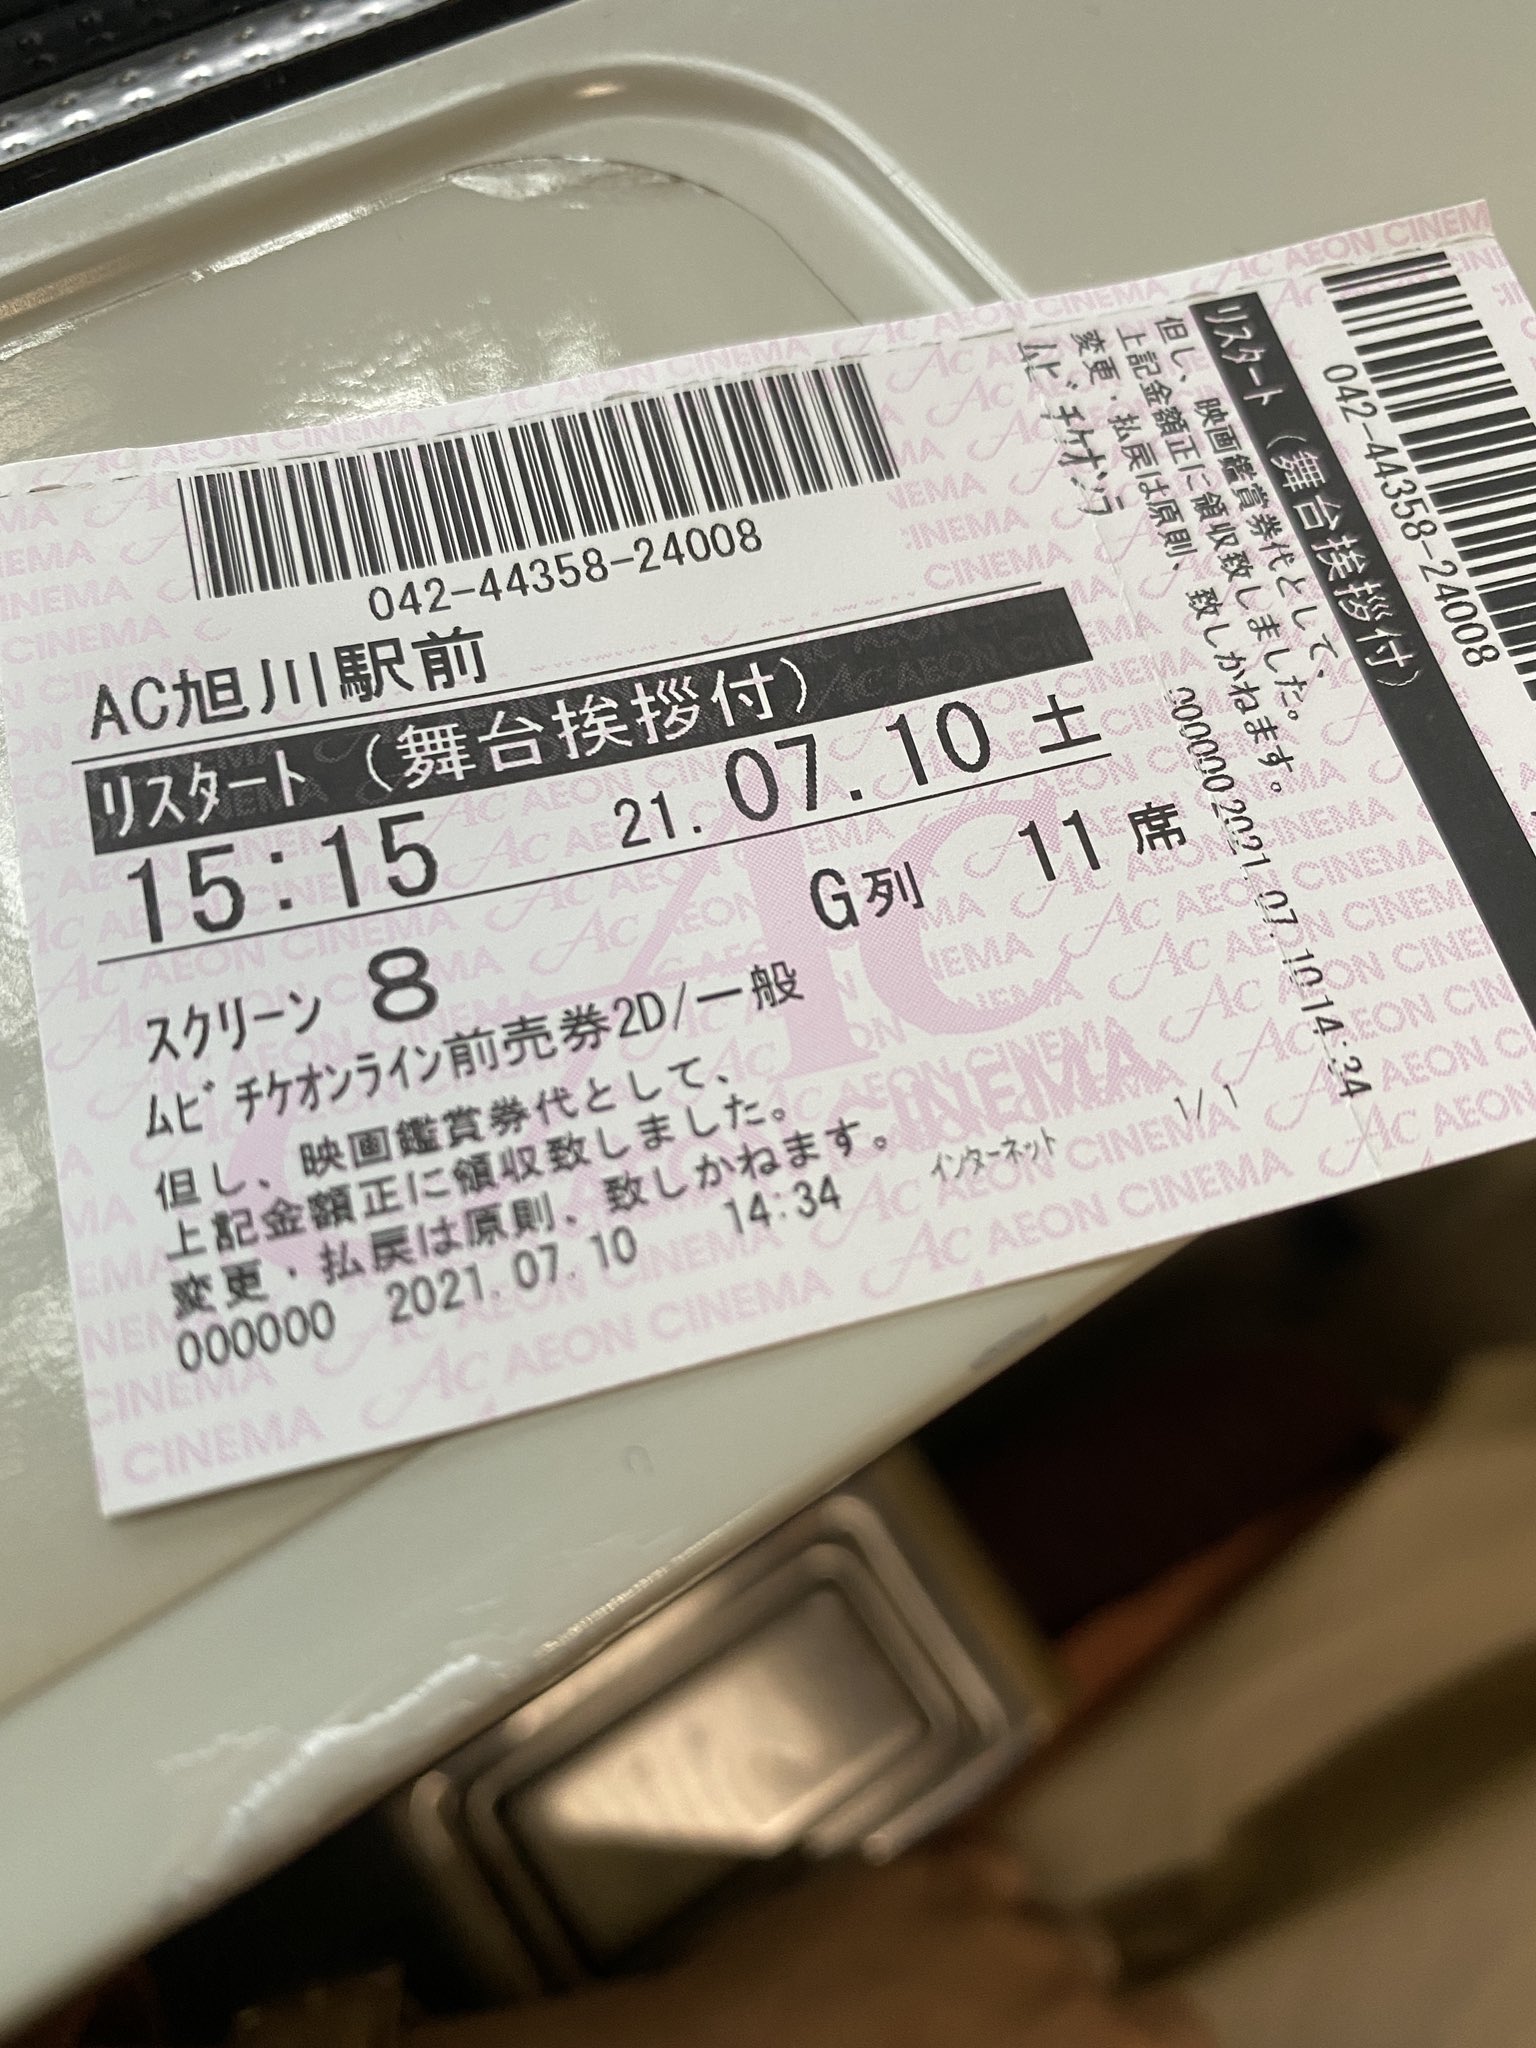 042-44358-24008
AC旭川駅前
リスタート（舞台挨拶付）
15:15 21.07.10 土
スクリーン 8 G列 11席
ムビチケオンライン前売券2D/一般
但し、映画鑑賞券代として、
上記金額正に領収致しました。
変更・払戻は原則、致しかねます。
000000 2021.07.10 14:34 インターネット 1/1
042-44358-24008
リスタート（舞台挨拶付）
但し、映画鑑賞券代として、
上記金額正に領収致しました。
変更・払戻は原則、致しかねます。
ムビチケオンラ
000000 2021.07.10 14:34
AC AEON CINEMA